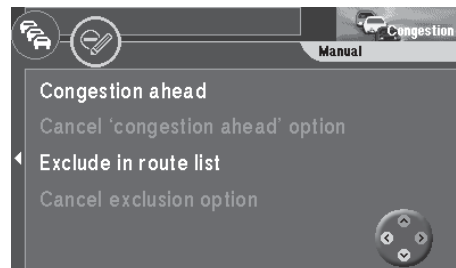 Congestion
Manual
Congestion ahead
Cancel ‘congestion ahead’ option
Exclude in route list
Cancel exclusion option